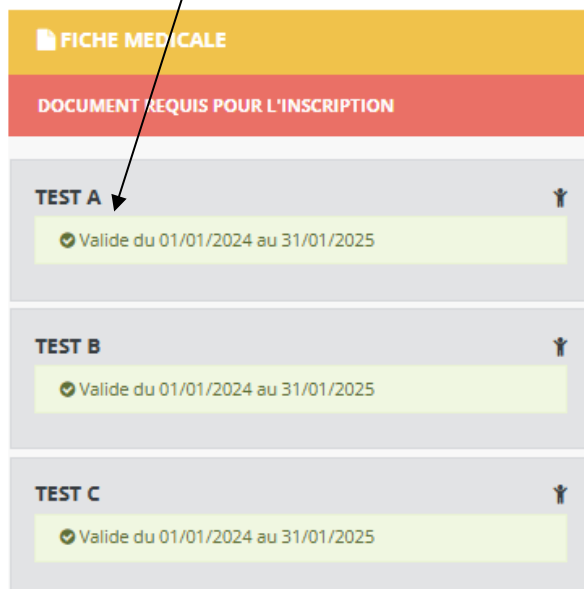 FICHE MEDICALE
DOCUMENT REQUIS POUR L'INSCRIPTION
TEST A
Valide du 01/01/2024 au 31/01/2025
TEST B
Valide du 01/01/2024 au 31/01/2025
TEST C
Valide du 01/01/2024 au 31/01/2025